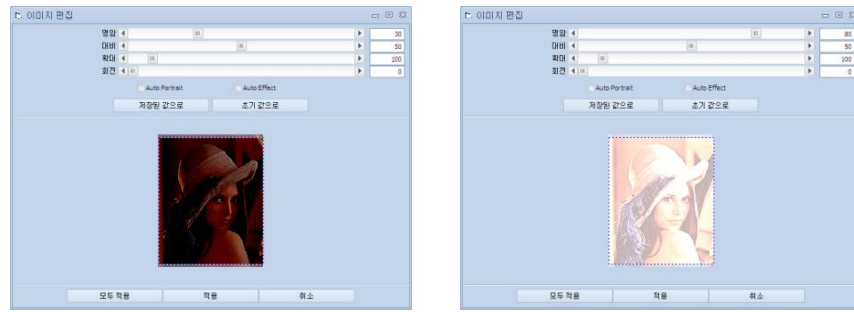 이미지 편집
명암 30
대비 50
확대 100
회전 0
Auto Portrait Auto Effect
저장된 값으로 초기 값으로
모두 적용 적용 취소
이미지 편집
명암 80
대비 50
확대 100
회전 0
Auto Portrait Auto Effect
저장된 값으로 초기 값으로
모두 적용 적용 취소